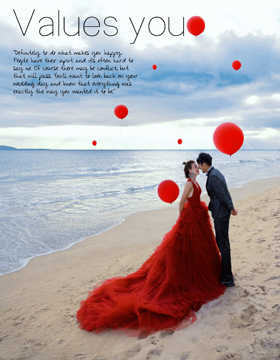 Values you
"Definitely to do what makes you happy.
People have their spirit and it's often hard to
say no. Of course there may be conflict, but
that will pass. You'll want to look back on your
wedding day and know that everything was
exactly the way you wanted it to be."